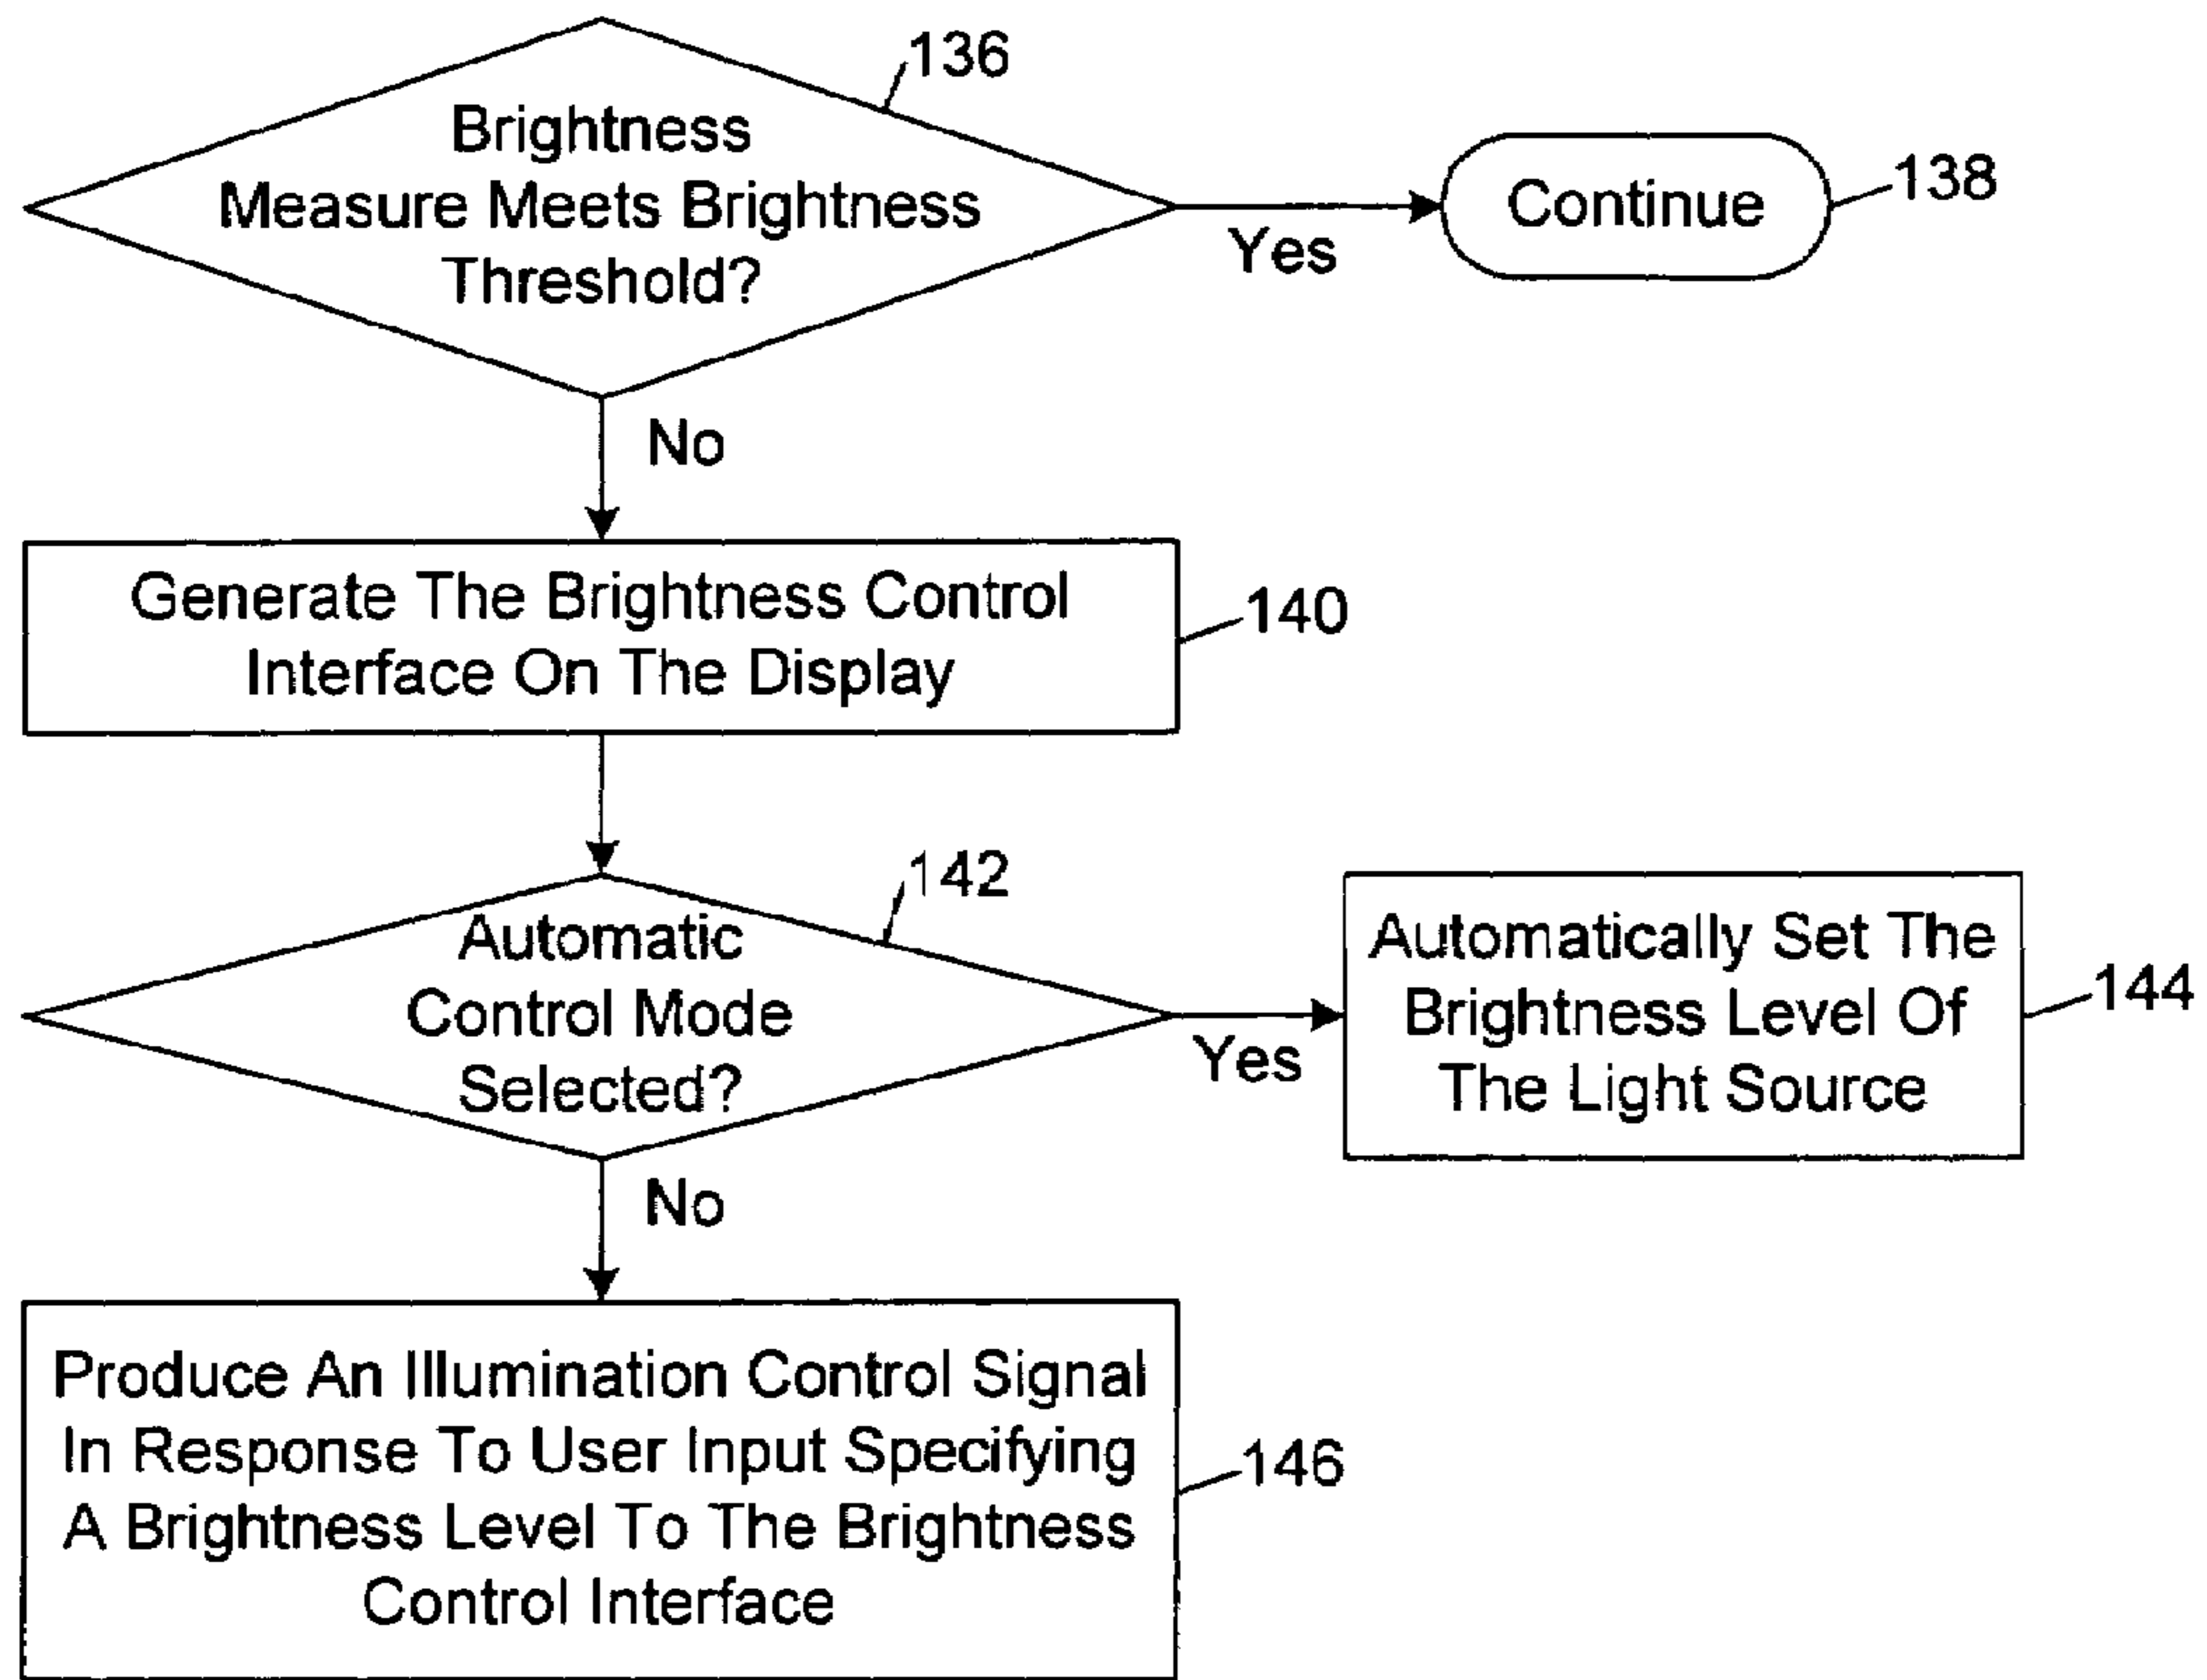 136
Brightness
Measure Meets Brightness
Threshold?
Yes
Continue
138
No
Generate The Brightness Control
Interface On The Display
140
142
Automatic
Control Mode
Selected?
Yes
Automatically Set The
Brightness Level Of
The Light Source
144
No
Produce An Illumination Control Signal
In Response To User Input Specifying
A Brightness Level To The Brightness
Control Interface
146